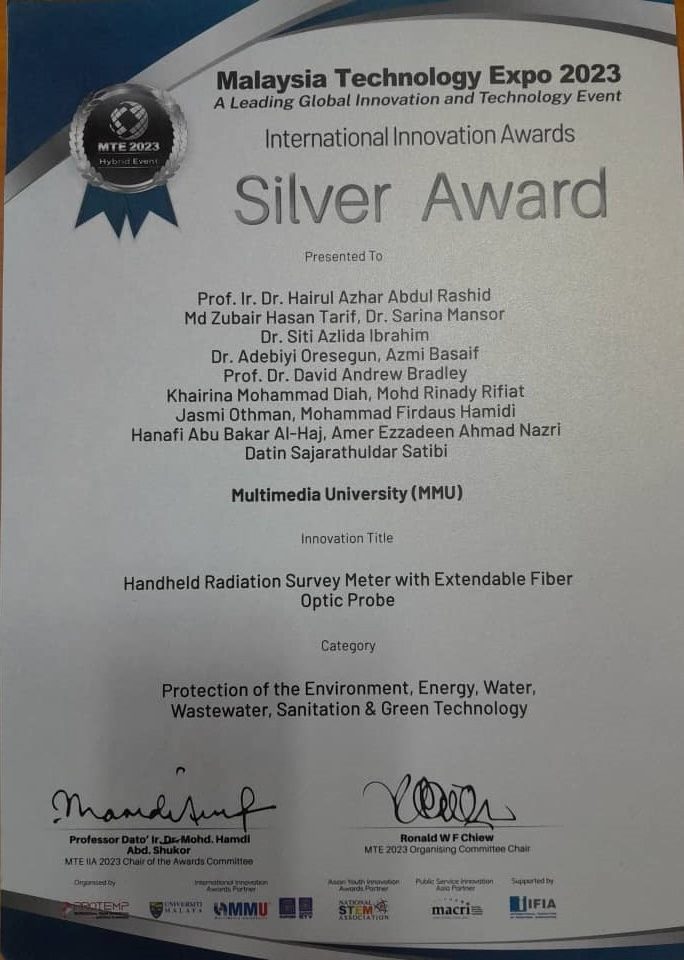 Malaysia Technology Expo 2023
A Leading Global Innovation and Technology Event
MTE 2023
Hybrid Event
International Innovation Awards
Silver Award
Presented To
Prof. Ir. Dr. Hairul Azhar Abdul Rashid
Md Zubair Hasan Tarif, Dr. Sarina Mansor
Dr. Siti Azlida Ibrahim
Dr. Adebiyi Oresegun, Azmi Basaif
Prof. Dr. David Andrew Bradley
Khairina Mohammad Diah, Mohd Rinady Rifiat
Jasmi Othman, Mohammad Firdaus Hamidi
Hanafi Abu Bakar Al-Haj, Amer Ezzadeen Ahmad Nazri
Datin Sajarathuldar Satibi
Multimedia University (MMU)
Innovation Title
Handheld Radiation Survey Meter with Extendable Fiber
Optic Probe
Category
Protection of the Environment, Energy, Water,
Wastewater, Sanitation & Green Technology
Professor Dato' Ir. Dr. Mohd. Hamdi
Abd. Shukor
MTE IIA 2023 Chair of the Awards Committee
Ronald W F Chiew
MTE 2023 Organising Committee Chair
Organised by
International Innovation
Awards Partner
Asian Youth Innovation
Awards Partner
Public Service Innovation
Asia Partner
Supported by
PROTEMP
UNIVERSITI
MALAYA
MMU
NATIONAL
STEM
ASSOCIATION
macri
IFIA